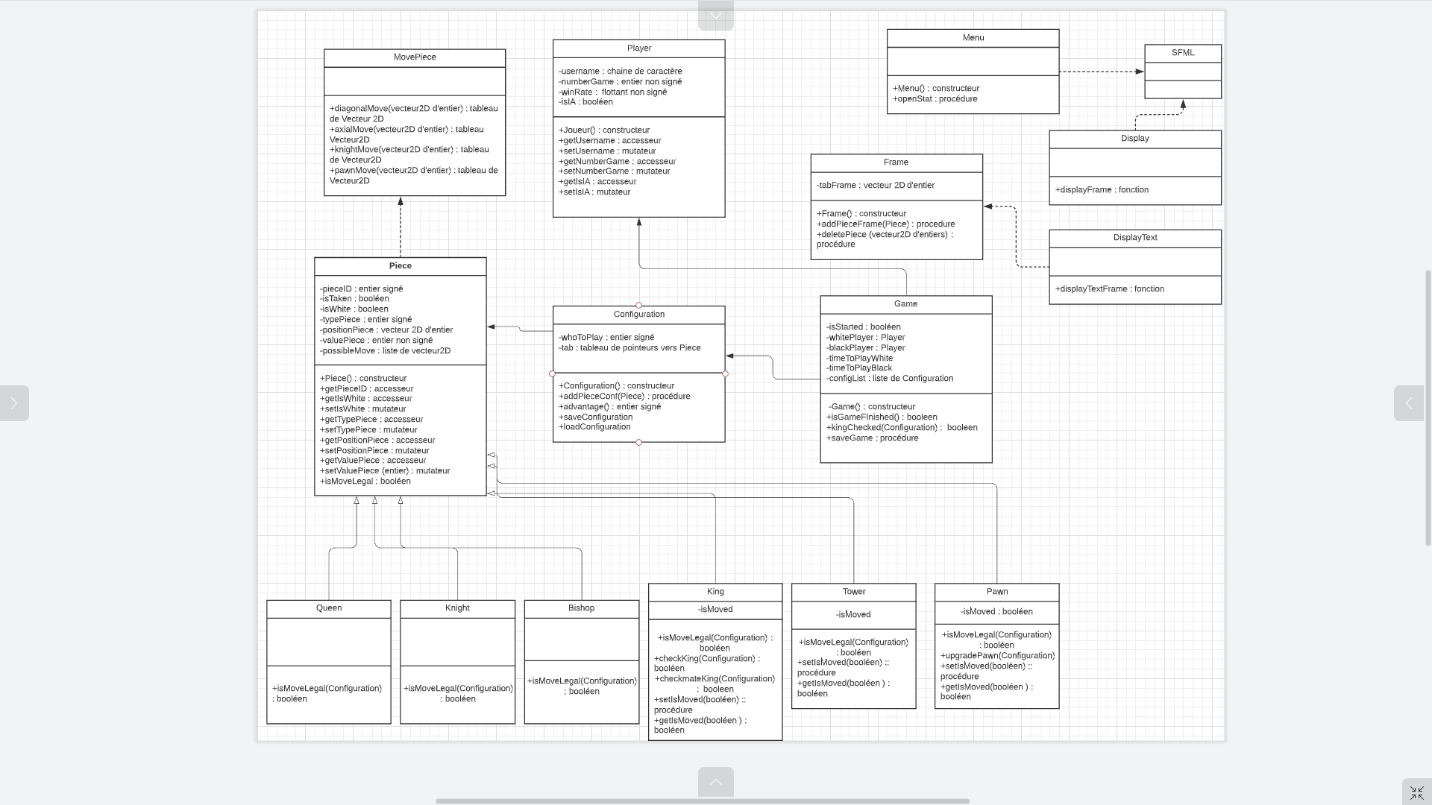 MovePiece
+diagonalMove(vecteur2D d'entier) : tableau
de Vecteur 2D
+axialMove(vecteur2D d'entier) : tableau
Vecteur2D
+knightMove(vecteur2D d'entier) : tableau
de Vecteur2D
+pawnMove(vecteur2D d'entier) : tableau de
Vecteur2D
Player
-username : chaine de caractère
-numberGame : entier non signé
-winRate : flottant non signé
-isIA : booléen
+Joueur() : constructeur
+getUsername : accesseur
+setUsername : mutateur
+getNumberGame : accesseur
+setNumberGame : mutateur
+getIsIA : accesseur
+setIsIA : mutateur
Menu
+Menu() : constructeur
+openStat : procédure
SFML
Display
+displayFrame : fonction
Frame
-tabFrame : vecteur 2D d'entier
+Frame() : constructeur
+addPieceFrame(Piece) : procedure
+deletePiece (vecteur2D d'entiers) :
procédure
DisplayText
+displayTextFrame : fonction
Piece
-pieceID : entier signé
-isTaken : booléen
-isWhite : booleen
-typePiece : entier signé
-positionPiece : vecteur 2D d'entier
-valuePiece : entier non signé
-possibleMove : liste de vecteur2D
+Piece() : constructeur
+getPieceID : accesseur
+getIsWhite : accesseur
+setIsWhite : mutateur
+getTypePiece : accesseur
+setTypePiece : mutateur
+getPositionPiece : accesseur
+setPositionPiece : mutateur
+getValuePiece : accesseur
+setValuePiece (entier) : mutateur
+isMoveLegal : booléen
Configuration
-whoToPlay : entier signé
-tab : tableau de pointeurs vers Piece
+Configuration() : constructeur
+addPieceConf(Piece) : procédure
+advantage() : entier signé
+saveConfiguration
+loadConfiguration
Game
-isStarted : booléen
-whitePlayer : Player
-blackPlayer : Player
-timeToPlayWhite
-timeToPlayBlack
-configList : liste de Configuration
-Game() : constructeur
+isGameFInished() : booleen
+kingChecked(Configuration) : booleen
+saveGame : procédure
Queen
+isMoveLegal(Configuration)
: booléen
Knight
+isMoveLegal(Configuration)
: booléen
Bishop
+isMoveLegal(Configuration)
: booléen
King
-isMoved
+isMoveLegal(Configuration) :
booléen
+checkKing(Configuration) :
booléen
+checkmateKing(Configuration)
: booleen
+setIsMoved(booléen) ::
procédure
+getIsMoved(booléen ) :
booléen
Tower
-isMoved
+isMoveLegal(Configuration)
: booléen
+setIsMoved(booléen) ::
procédure
+getIsMoved(booléen ) :
booléen
Pawn
-isMoved : booléen
+isMoveLegal(Configuration)
: booléen
+upgradePawn(Configuration)
+setIsMoved(booléen) ::
procédure
+getIsMoved(booléen ) :
booléen